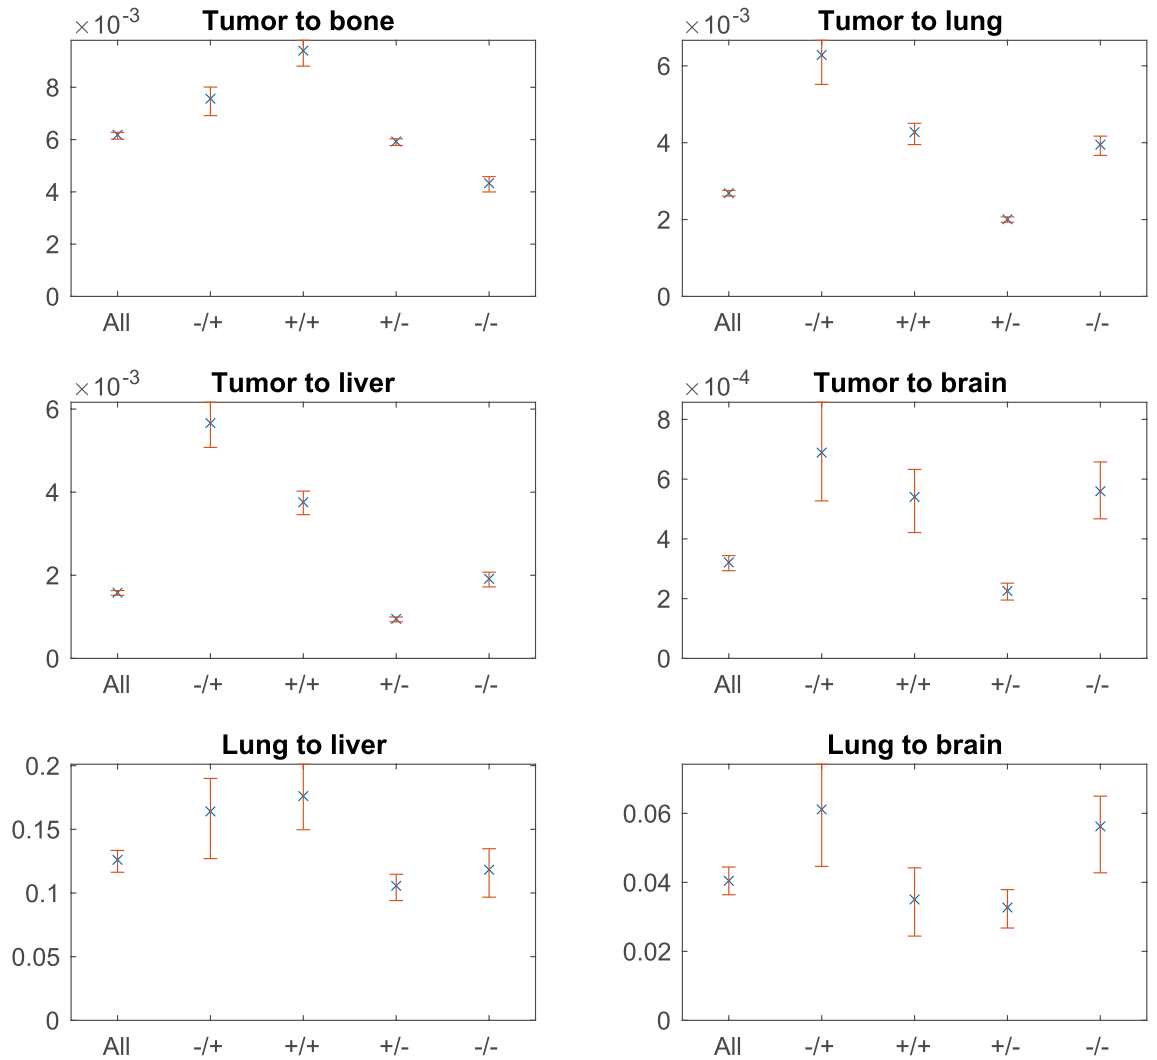 Tumor to bone
×10-3
8
6
4
2
0
All -/+ +/+ +/- -/-
Tumor to lung
×10-3
6
4
2
0
All -/+ +/+ +/- -/-
Tumor to liver
×10-3
6
4
2
0
All -/+ +/+ +/- -/-
Tumor to brain
×10-4
8
6
4
2
0
All -/+ +/+ +/- -/-
Lung to liver
0.2
0.15
0.1
0.05
0
All -/+ +/+ +/- -/-
Lung to brain
0.06
0.04
0.02
0
All -/+ +/+ +/- -/-